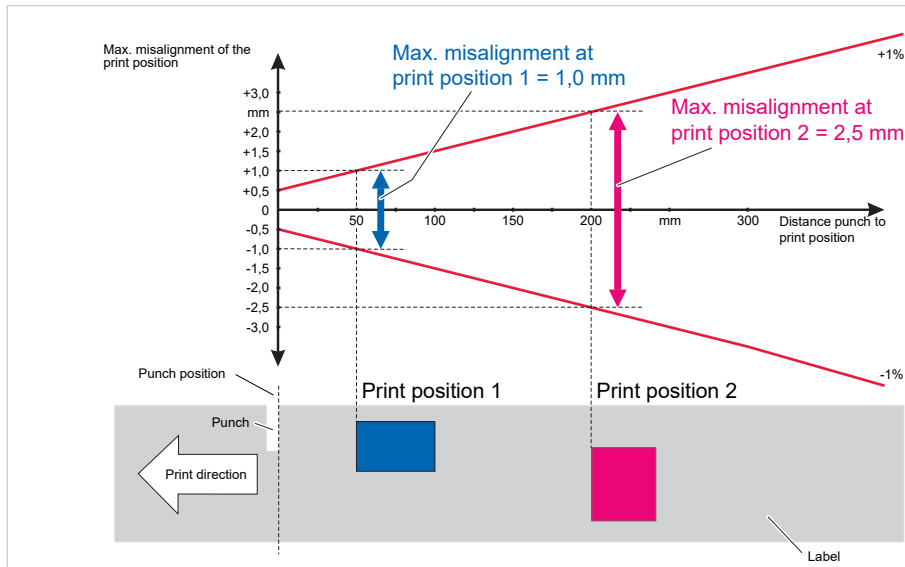 Max. misalignment of the
print position
Max. misalignment at
print position 1 = 1,0 mm
+1%
Max. misalignment at
print position 2 = 2,5 mm
+3,0
mm
+2,0
+1,5
+1,0
+0,5
0
-0,5
-1,0
-1,5
-2,0
-2,5
-3,0
50
100
150
200
mm
300
Distance punch to
print position
-1%
Punch position
Print position 1
Print position 2
Punch
Print direction
Label